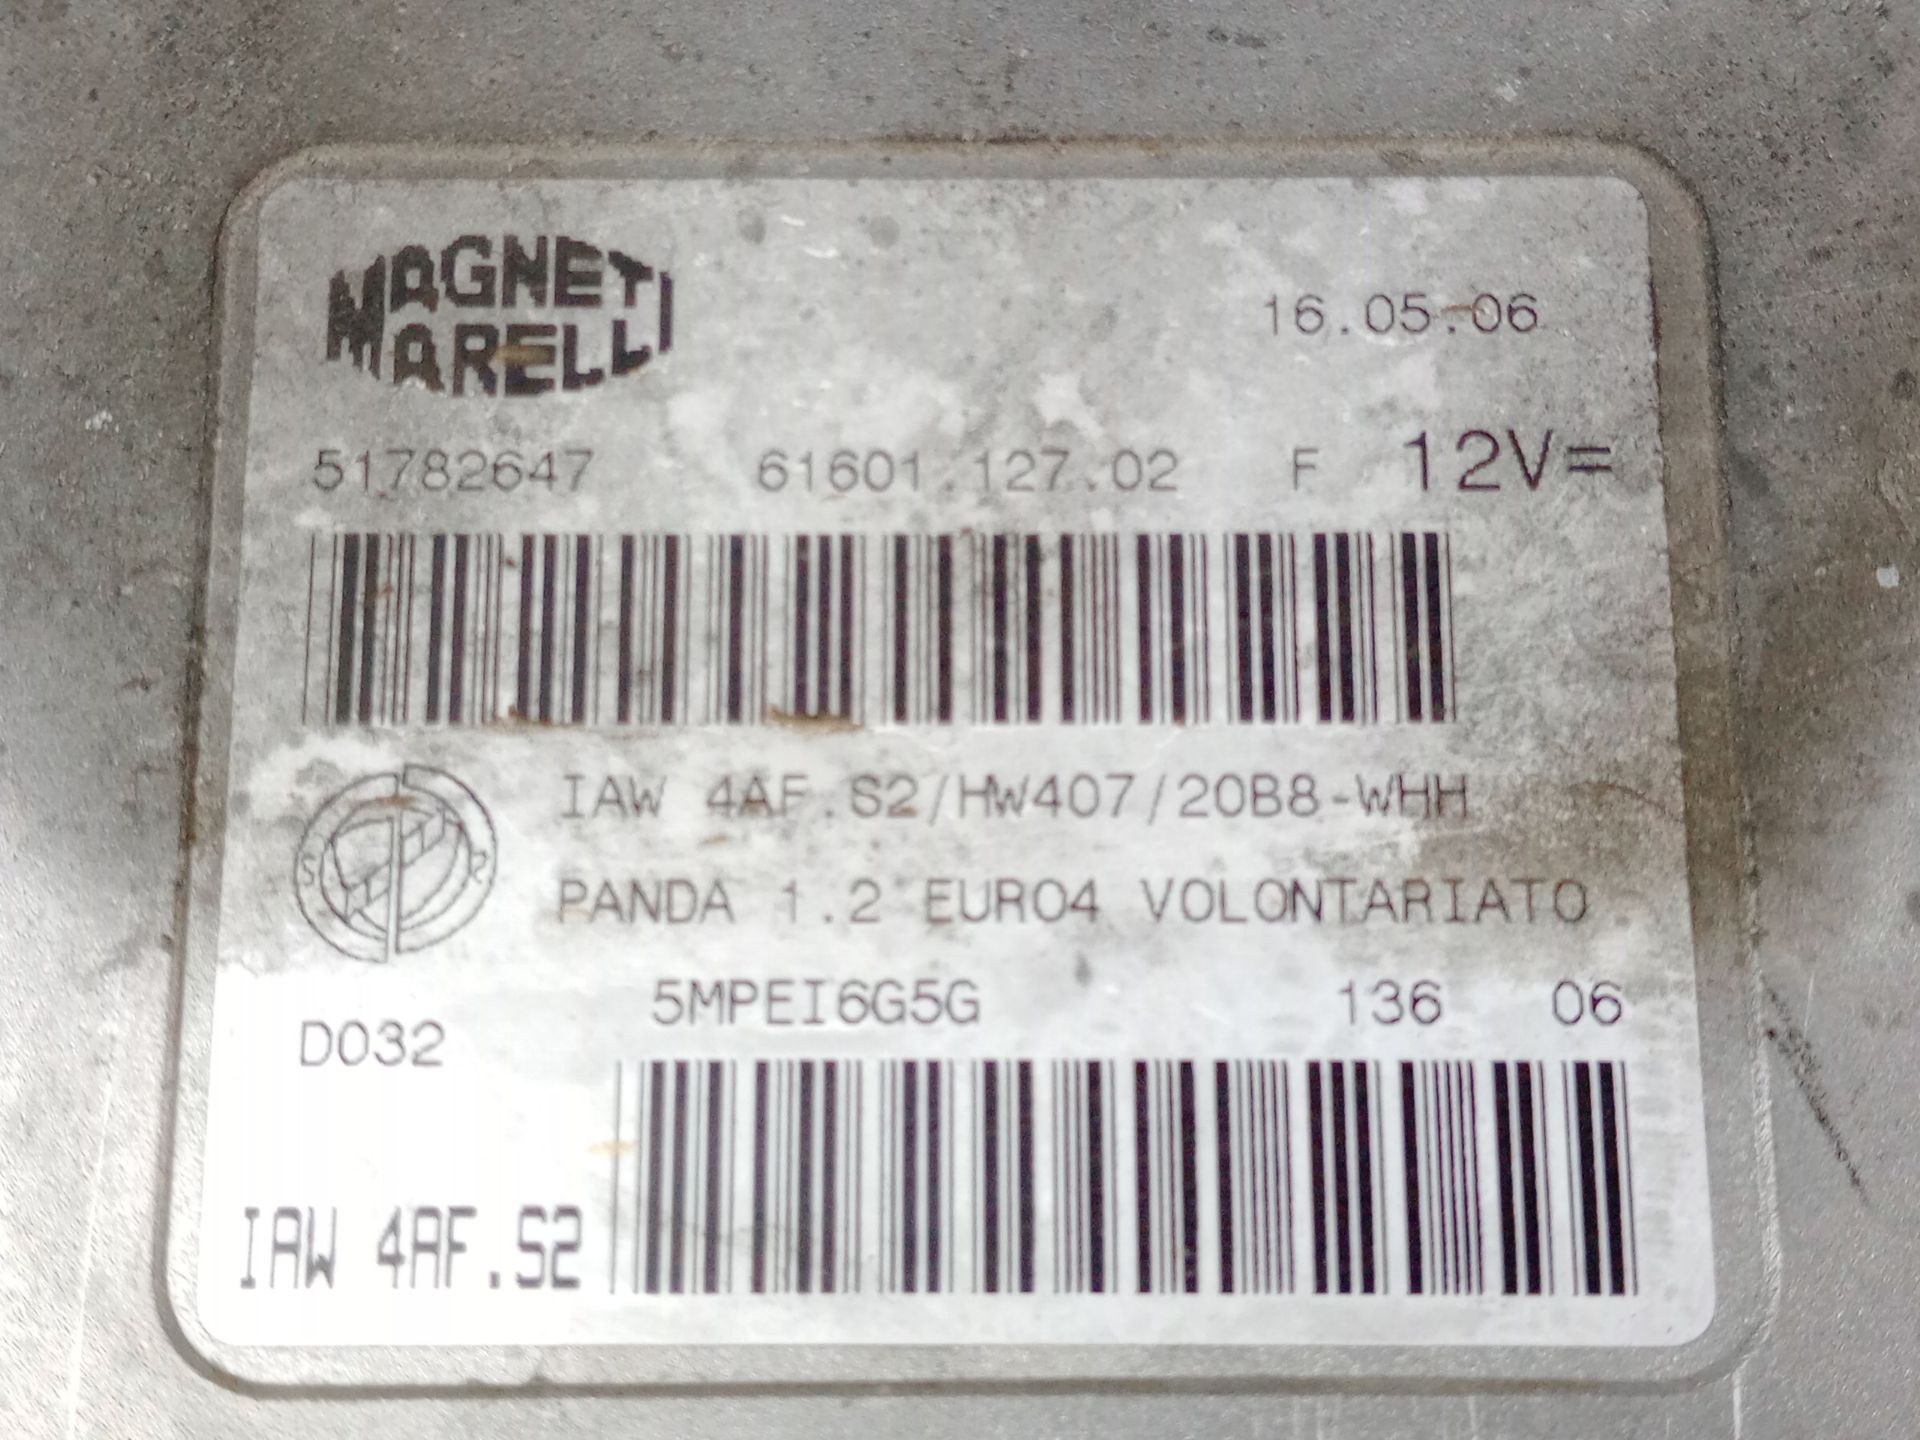 MAGNETI
MARELLI
16.05.06
51782647 61601.127.02 F 12V=
IAW 4AF.S2/HW407/20B8-WHH
PANDA 1.2 EURO4 VOLONTARIATO
5MPEI6G5G 136 06
D032
IAW 4AF.S2